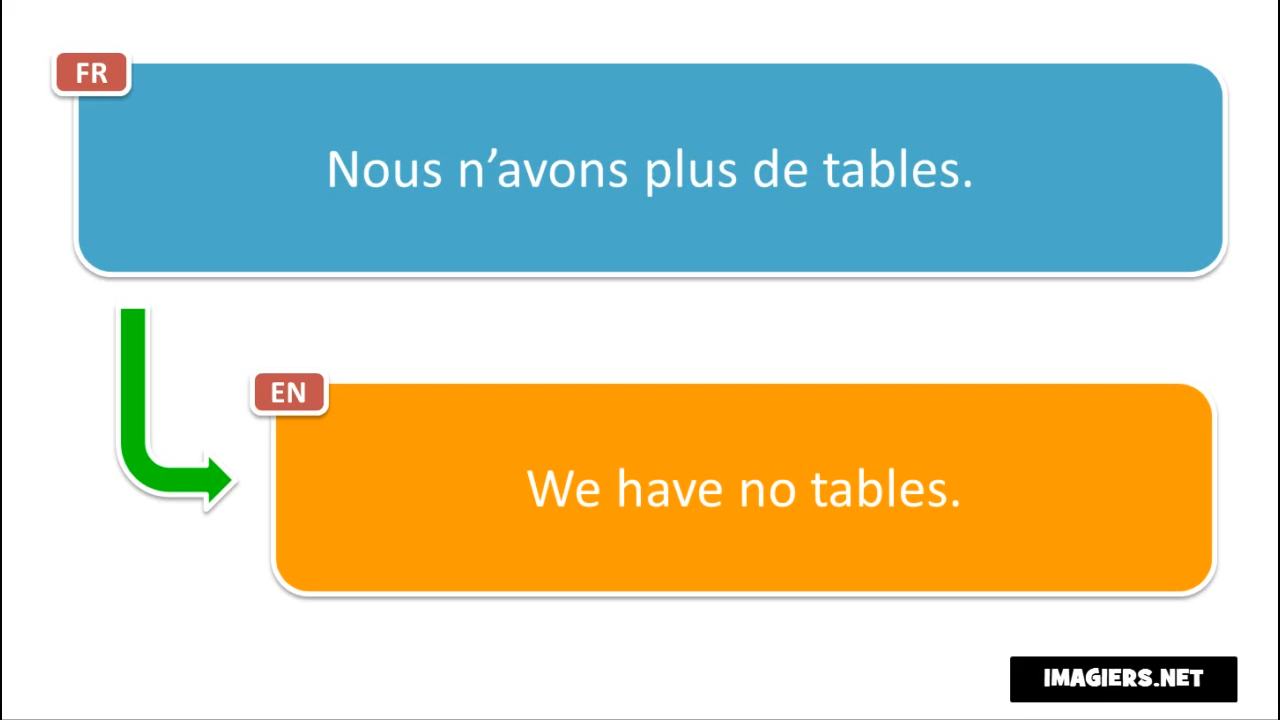 FR
Nous n’avons plus de tables.
EN
We have no tables.
IMAGIERS.NET